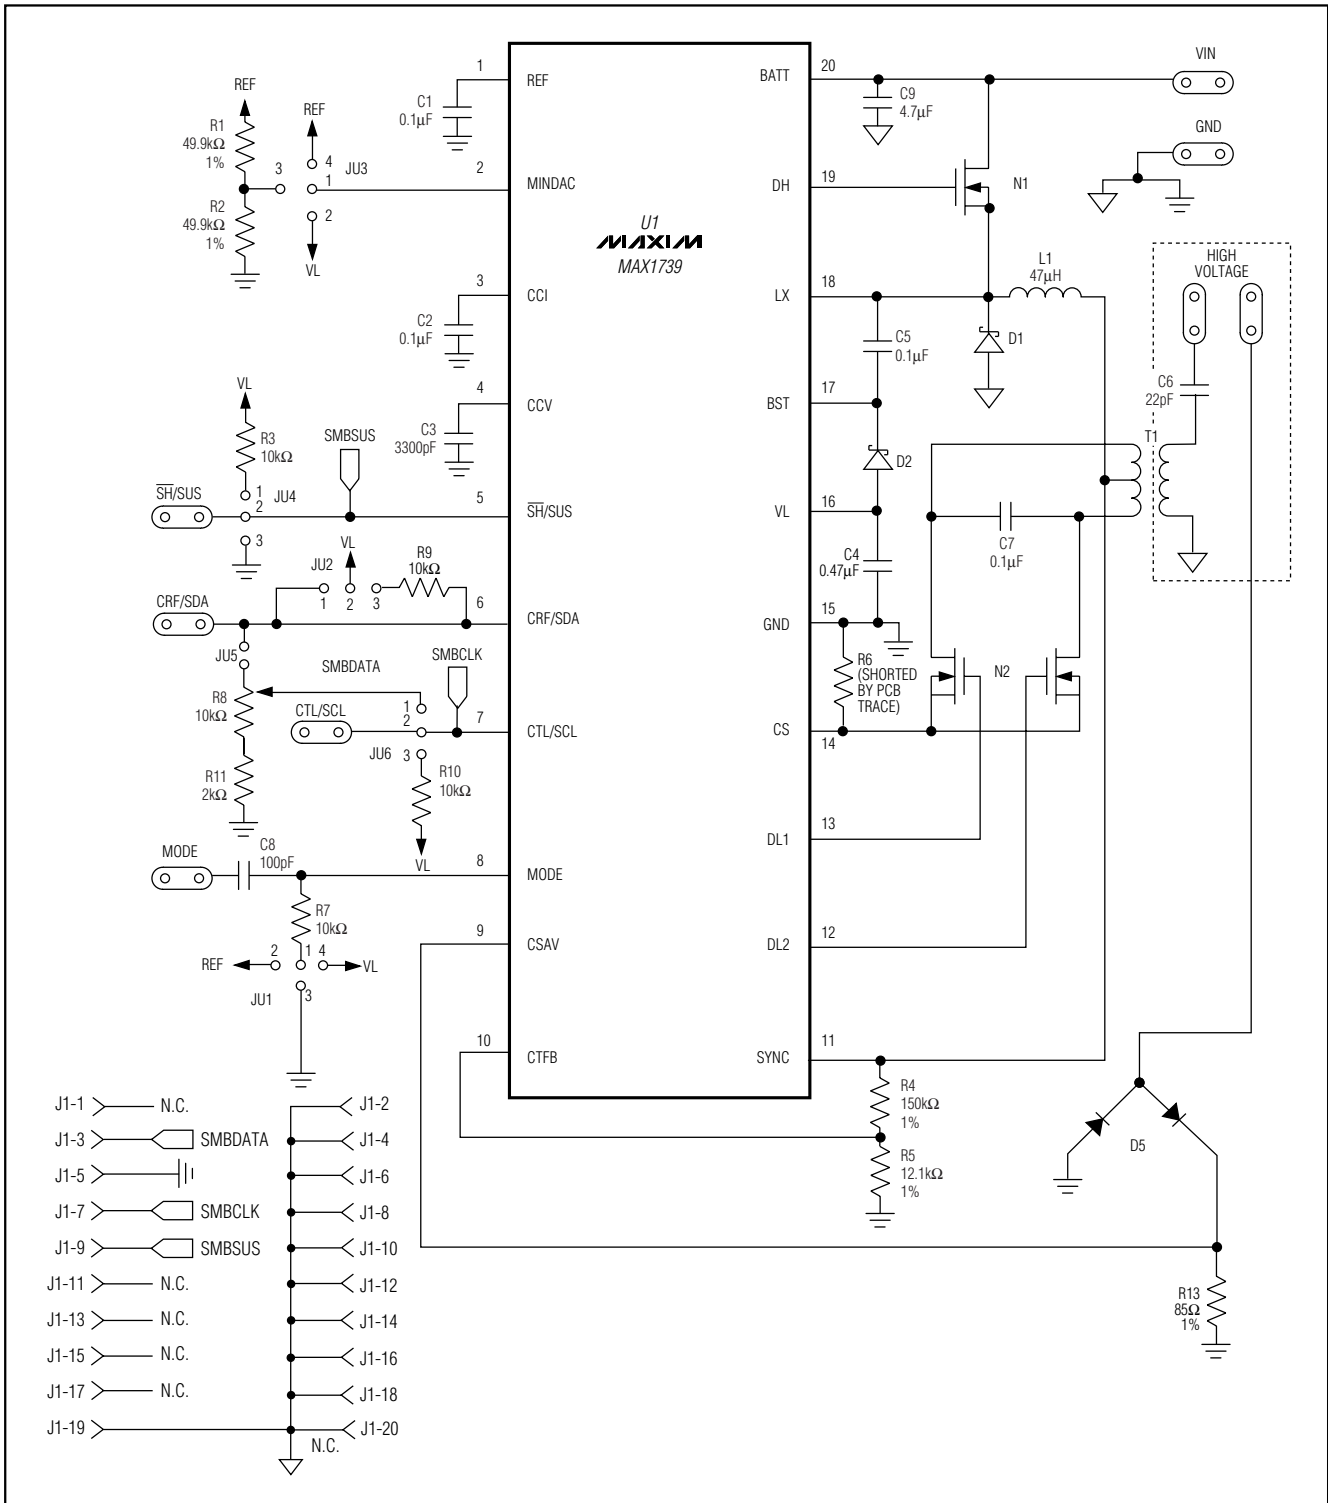 U1
MAXIM
MAX1739
1
REF
C1
0.1µF
2
MINDAC
REF
R1
49.9kΩ
1%
R2
49.9kΩ
1%
REF
3
4
1
2
JU3
VL
3
CCI
C2
0.1µF
4
CCV
C3
3300pF
VL
R3
10kΩ
SMBSUS
SH/SUS
1
2
3
JU4
5
SH/SUS
VL
JU2
1
2
3
R9
10kΩ
CRF/SDA
6
CRF/SDA
JU5
SMBDATA
SMBCLK
R8
10kΩ
CTL/SCL
1
2
3
JU6
7
CTL/SCL
R11
2kΩ
R10
10kΩ
VL
MODE
C8
100pF
8
MODE
R7
10kΩ
9
CSAV
REF
2
1
4
VL
JU1
3
10
CTFB
BATT
20
C9
4.7µF
VIN
GND
DH
19
N1
LX
18
L1
47µH
HIGH
VOLTAGE
C5
0.1µF
D1
BST
17
C6
22pF
D2
T1
VL
16
C7
0.1µF
C4
0.47µF
GND
15
R6
(SHORTED
BY PCB
TRACE)
N2
CS
14
DL1
13
DL2
12
SYNC
11
R4
150kΩ
1%
R5
12.1kΩ
1%
D5
R13
85Ω
1%
J1-1
N.C.
J1-2
J1-3
SMBDATA
J1-4
J1-5
J1-6
J1-7
SMBCLK
J1-8
J1-9
SMBSUS
J1-10
J1-11
N.C.
J1-12
J1-13
N.C.
J1-14
J1-15
N.C.
J1-16
J1-17
N.C.
J1-18
J1-19
J1-20
N.C.